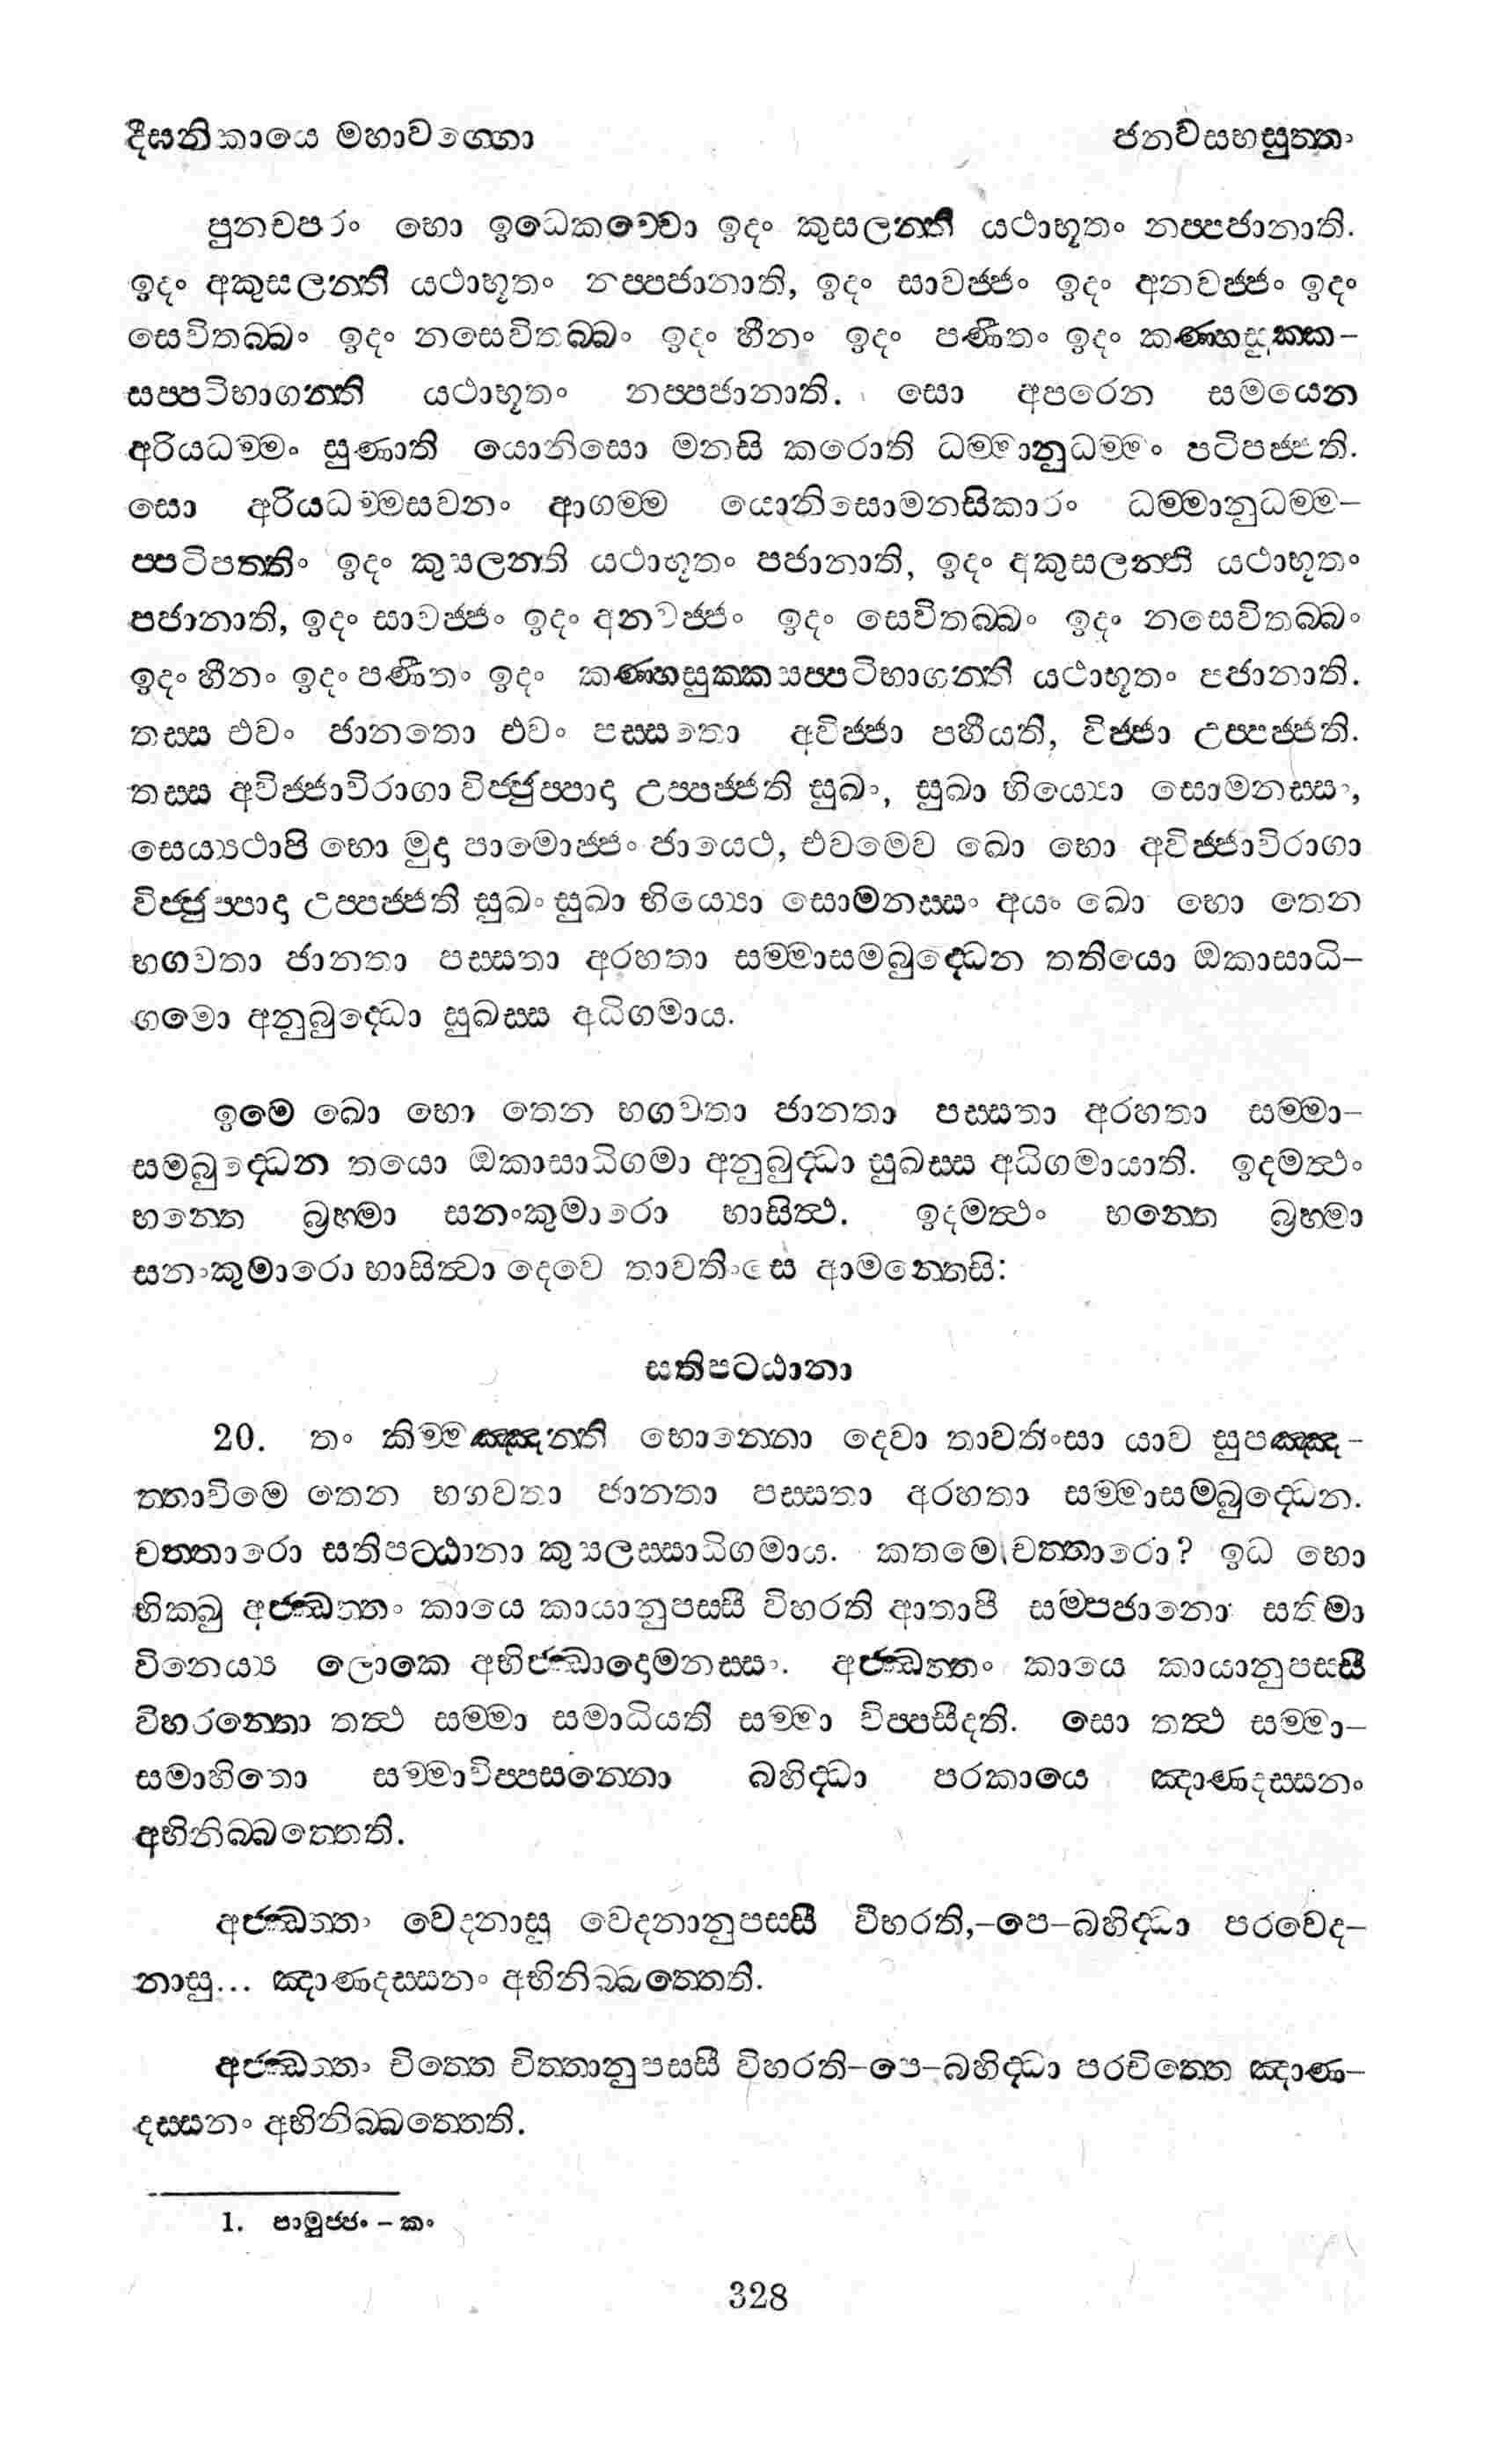 දීඝනිකායෙ මහාවග්ගො ජනවසභසුත්තං
පුනචපරං භො ඉධෙකච්චො ඉදං කුසලන්ති යථාභූතං නප්පජානාති.
ඉදං අකුසලන්ති යථාභූතං නප්පජානාති, ඉදං සාවජ්ජං ඉදං අනවජ්ජං ඉදං
සෙවිතබ්බං ඉදං නසෙවිතබ්බං ඉදං හීනං ඉදං පණීතං ඉදං කණ්හසුක්ක-
සප්පටිභාගන්ති යථාභූතං නප්පජානාති. සො අපරෙන සමයෙන
අරියධම්මං සුණාති යොනිසො මනසි කරොති ධම්මානුධම්මං පටිපජ්ජති.
සො අරියධම්මසවනං ආගම්ම යොනිසොමනසිකාරං ධම්මානුධම්ම-
ප්පටිපත්තිං ඉදං කුසලන්ති යථාභූතං පජානාති, ඉදං අකුසලන්ති යථාභූතං
පජානාති, ඉදං සාවජ්ජං ඉදං අනවජ්ජං ඉදං සෙවිතබ්බං ඉදං නසෙවිතබ්බං
ඉදං හීනං ඉදං පණීතං ඉදං කණ්හසුක්කසප්පටිභාගන්ති යථාභූතං පජානාති.
තස්ස එවං ජානතො එවං පස්සතො අවිජ්ජා පහීයති, විජ්ජා උප්පජ්ජති.
තස්ස අවිජ්ජාවිරාගා විජ්ජුප්පාදා උප්පජ්ජති සුඛං, සුඛා භිය්‍යො සොමනස්සං,
සෙය්‍යථාපි භො මුදා පාමොජ්ජං ජායෙථ, එවමෙව ඛො භො අවිජ්ජාවිරාගා
විජ්ජුප්පාදා උප්පජ්ජති සුඛං සුඛා භිය්‍යො සොමනස්සං අයං ඛො භො තෙන
භගවතා ජානතා පස්සතා අරහතා සම්මාසම්බුද්ධෙන තතියො ඔකාසාධි-
ගමො අනුබුද්ධො සුඛස්ස අධිගමාය.
ඉමෙ ඛො භො තෙන භගවතා ජානතා පස්සතා අරහතා සම්මා-
සම්බුද්ධෙන තයො ඔකාසාධිගමා අනුබුද්ධා සුඛස්ස අධිගමායාති. ඉදමත්ථං
භන්තෙ බ්‍රහ්මා සනංකුමාරො භාසිත්ථ. ඉදමත්ථං භන්තෙ බ්‍රහ්මා
සනංකුමාරො භාසිත්වා දෙවෙ තාවතිංසෙ ආමන්තෙසි:
සතිපට්ඨානා
20. තං කිම්මඤ්ඤන්ති භොන්තො දෙවා තාවතිංසා යාව සුපඤ්ඤ-
ත්තාවිමෙ තෙන භගවතා ජානතා පස්සතා අරහතා සම්මාසම්බුද්ධෙන.
චත්තාරො සතිපට්ඨානා කුසලස්සාධිගමාය. කතමෙ චත්තාරො? ඉධ භො
භික්ඛු අජ්ඣත්තං කායෙ කායානුපස්සී විහරති ආතාපී සම්පජානො සතිමා
විනෙය්‍ය ලොකෙ අභිජ්ඣාදොමනස්සං. අජ්ඣත්තං කායෙ කායානුපස්සී
විහරන්තො තත්ථ සම්මා සමාධියති සම්මා විප්පසීදති. සො තත්ථ සම්මා-
සමාහිතො සම්මාවිප්පසන්නො බහිද්ධා පරකායෙ ඤාණදස්සනං
අභිනිබ්බත්තෙති.
අජ්ඣත්තං වෙදනාසු වෙදනානුපස්සී විහරති,-පෙ-බහිද්ධා පරවෙද-
නාසු... ඤාණදස්සනං අභිනිබ්බත්තෙති.
අජ්ඣත්තං චිත්තෙ චිත්තානුපස්සී විහරති-පෙ-බහිද්ධා පරචිත්තෙ ඤාණ-
දස්සනං අභිනිබ්බත්තෙති.
1. පාමුජ්ජං - කං
328